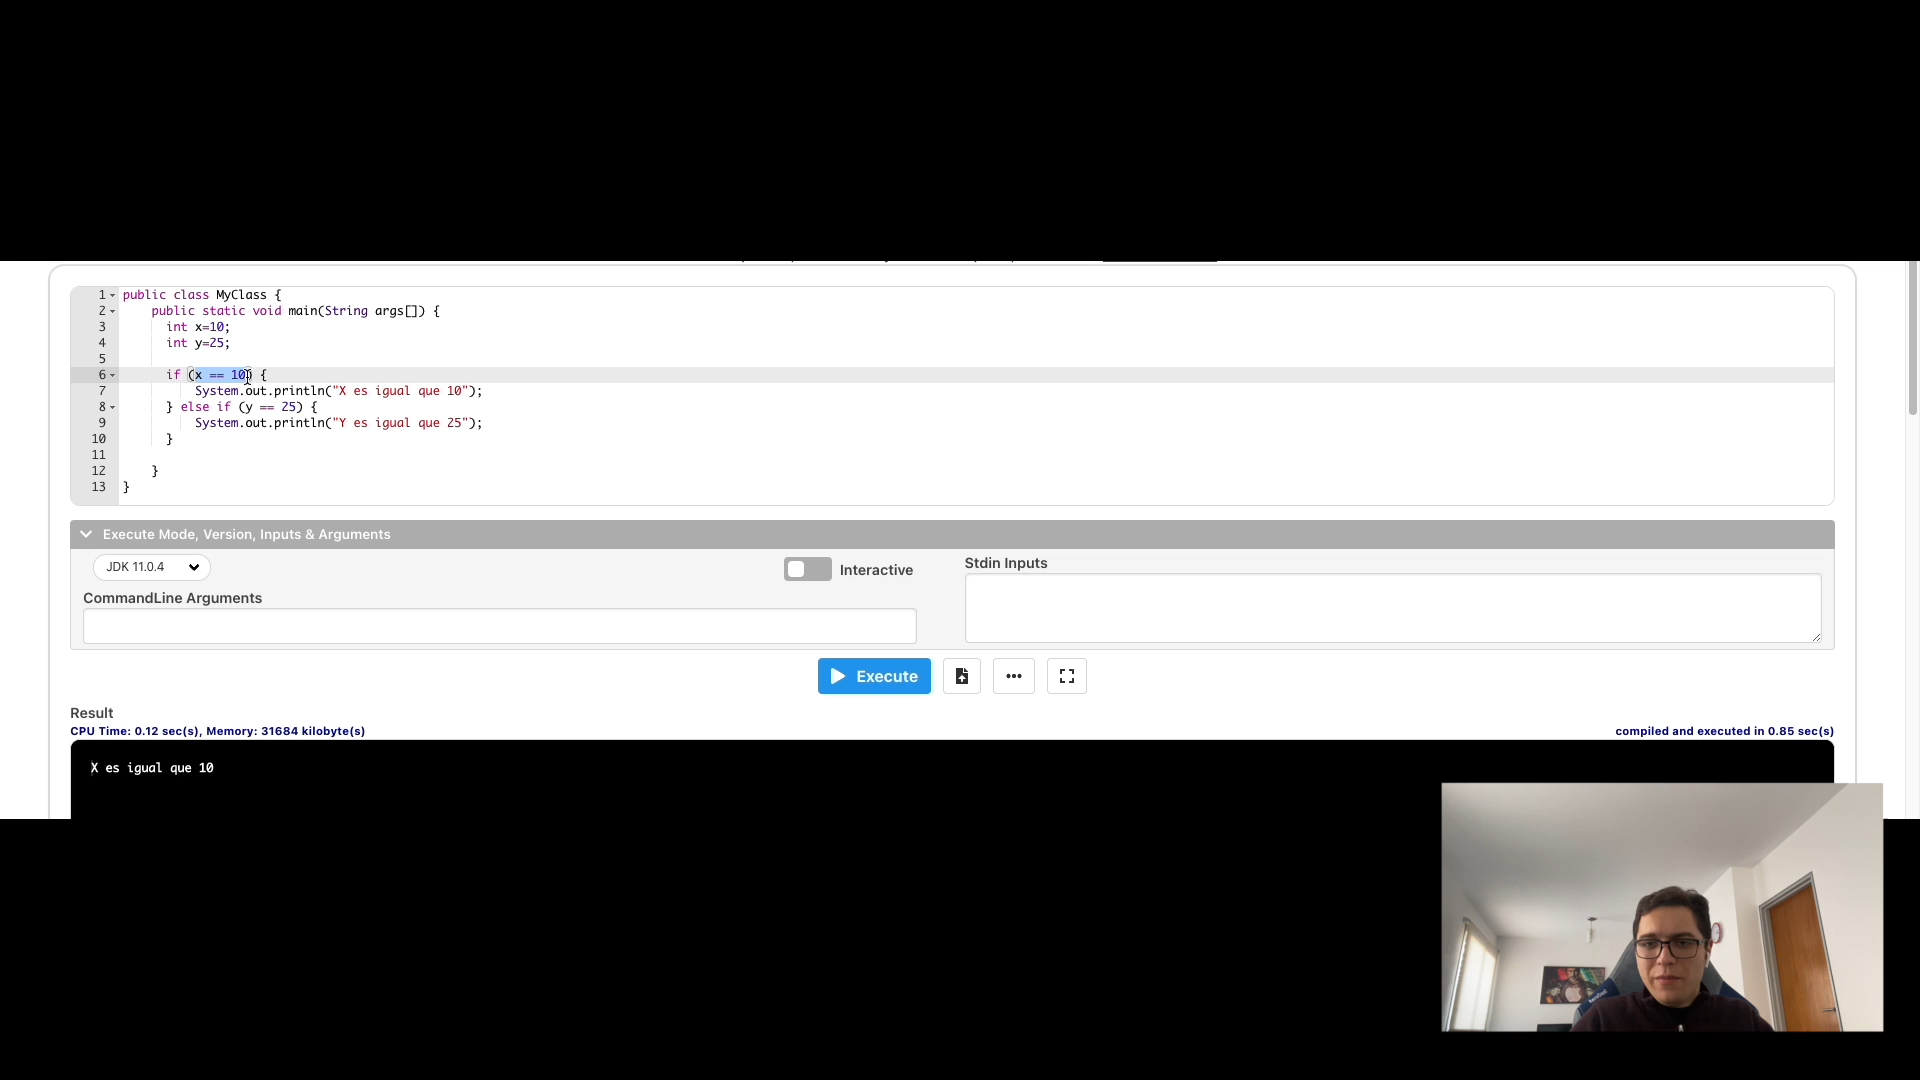 1 public class MyClass {
2 public static void main(String args[]) {
3 int x=10;
4 int y=25;
5
6 if (x == 10) {
7 System.out.println("X es igual que 10");
8 } else if (y == 25) {
9 System.out.println("Y es igual que 25");
10 }
11
12 }
13 }
Execute Mode, Version, Inputs & Arguments
JDK 11.0.4
Interactive
Stdin Inputs
CommandLine Arguments
Execute
Result
CPU Time: 0.12 sec(s), Memory: 31684 kilobyte(s)
compiled and executed in 0.85 sec(s)
X es igual que 10